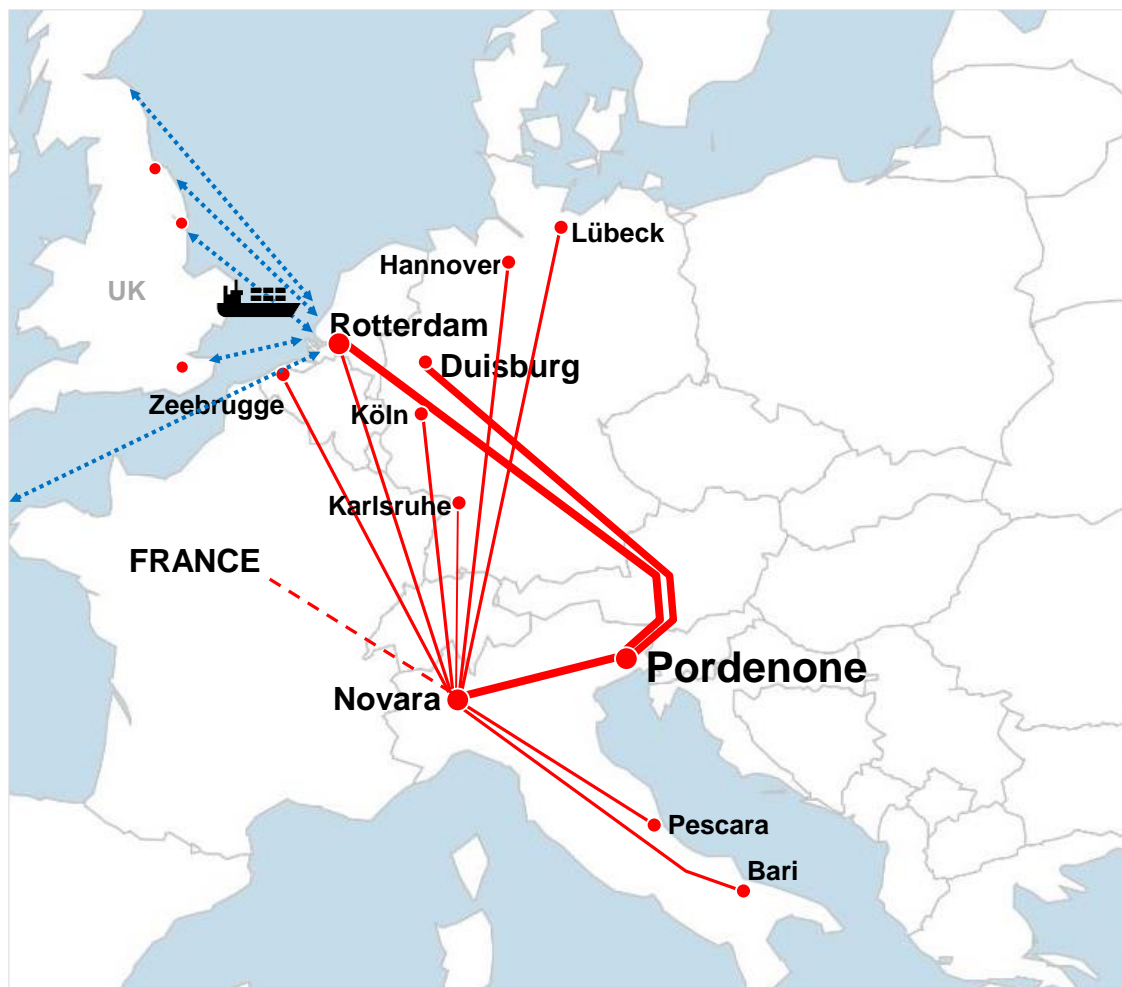 Lübeck
Hannover
UK
Rotterdam
Duisburg
Zeebrugge
Köln
Karlsruhe
FRANCE
Pordenone
Novara
Pescara
Bari